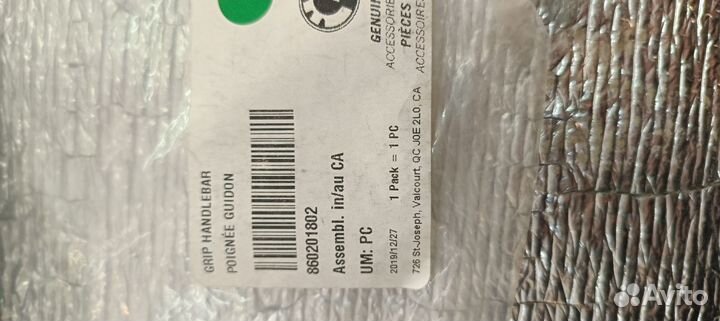 GENUIN
ACCESSORIE
PIÈCES
ACCESSOIRES
GRIP HANDLEBAR
POIGNÉE GUIDON
860201802
Assembl. in/au CA
UM: PC
2019/12/27
1 Pack = 1 PC
726 St-Joseph, Valcourt, QC J0E 2L0, CA
Avito